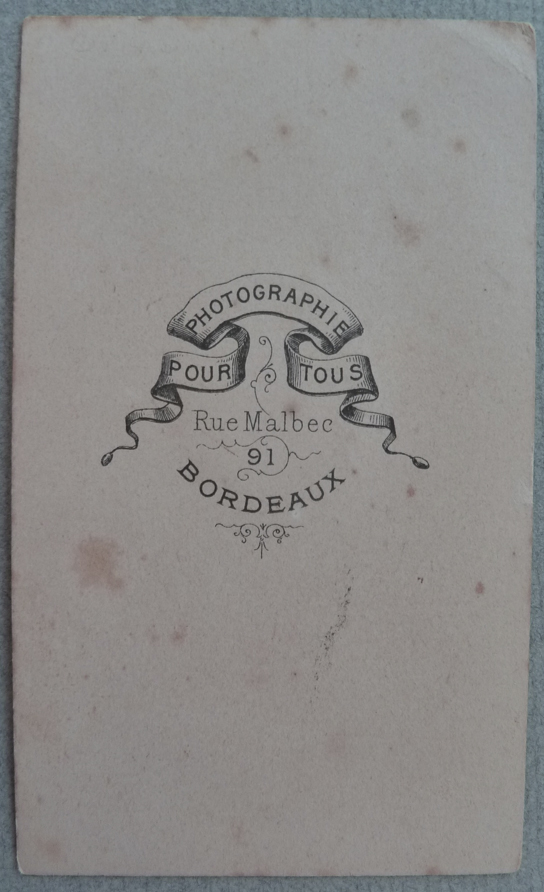 PHOTOGRAPHIE
POUR TOUS
Rue Malbec
91
BORDEAUX